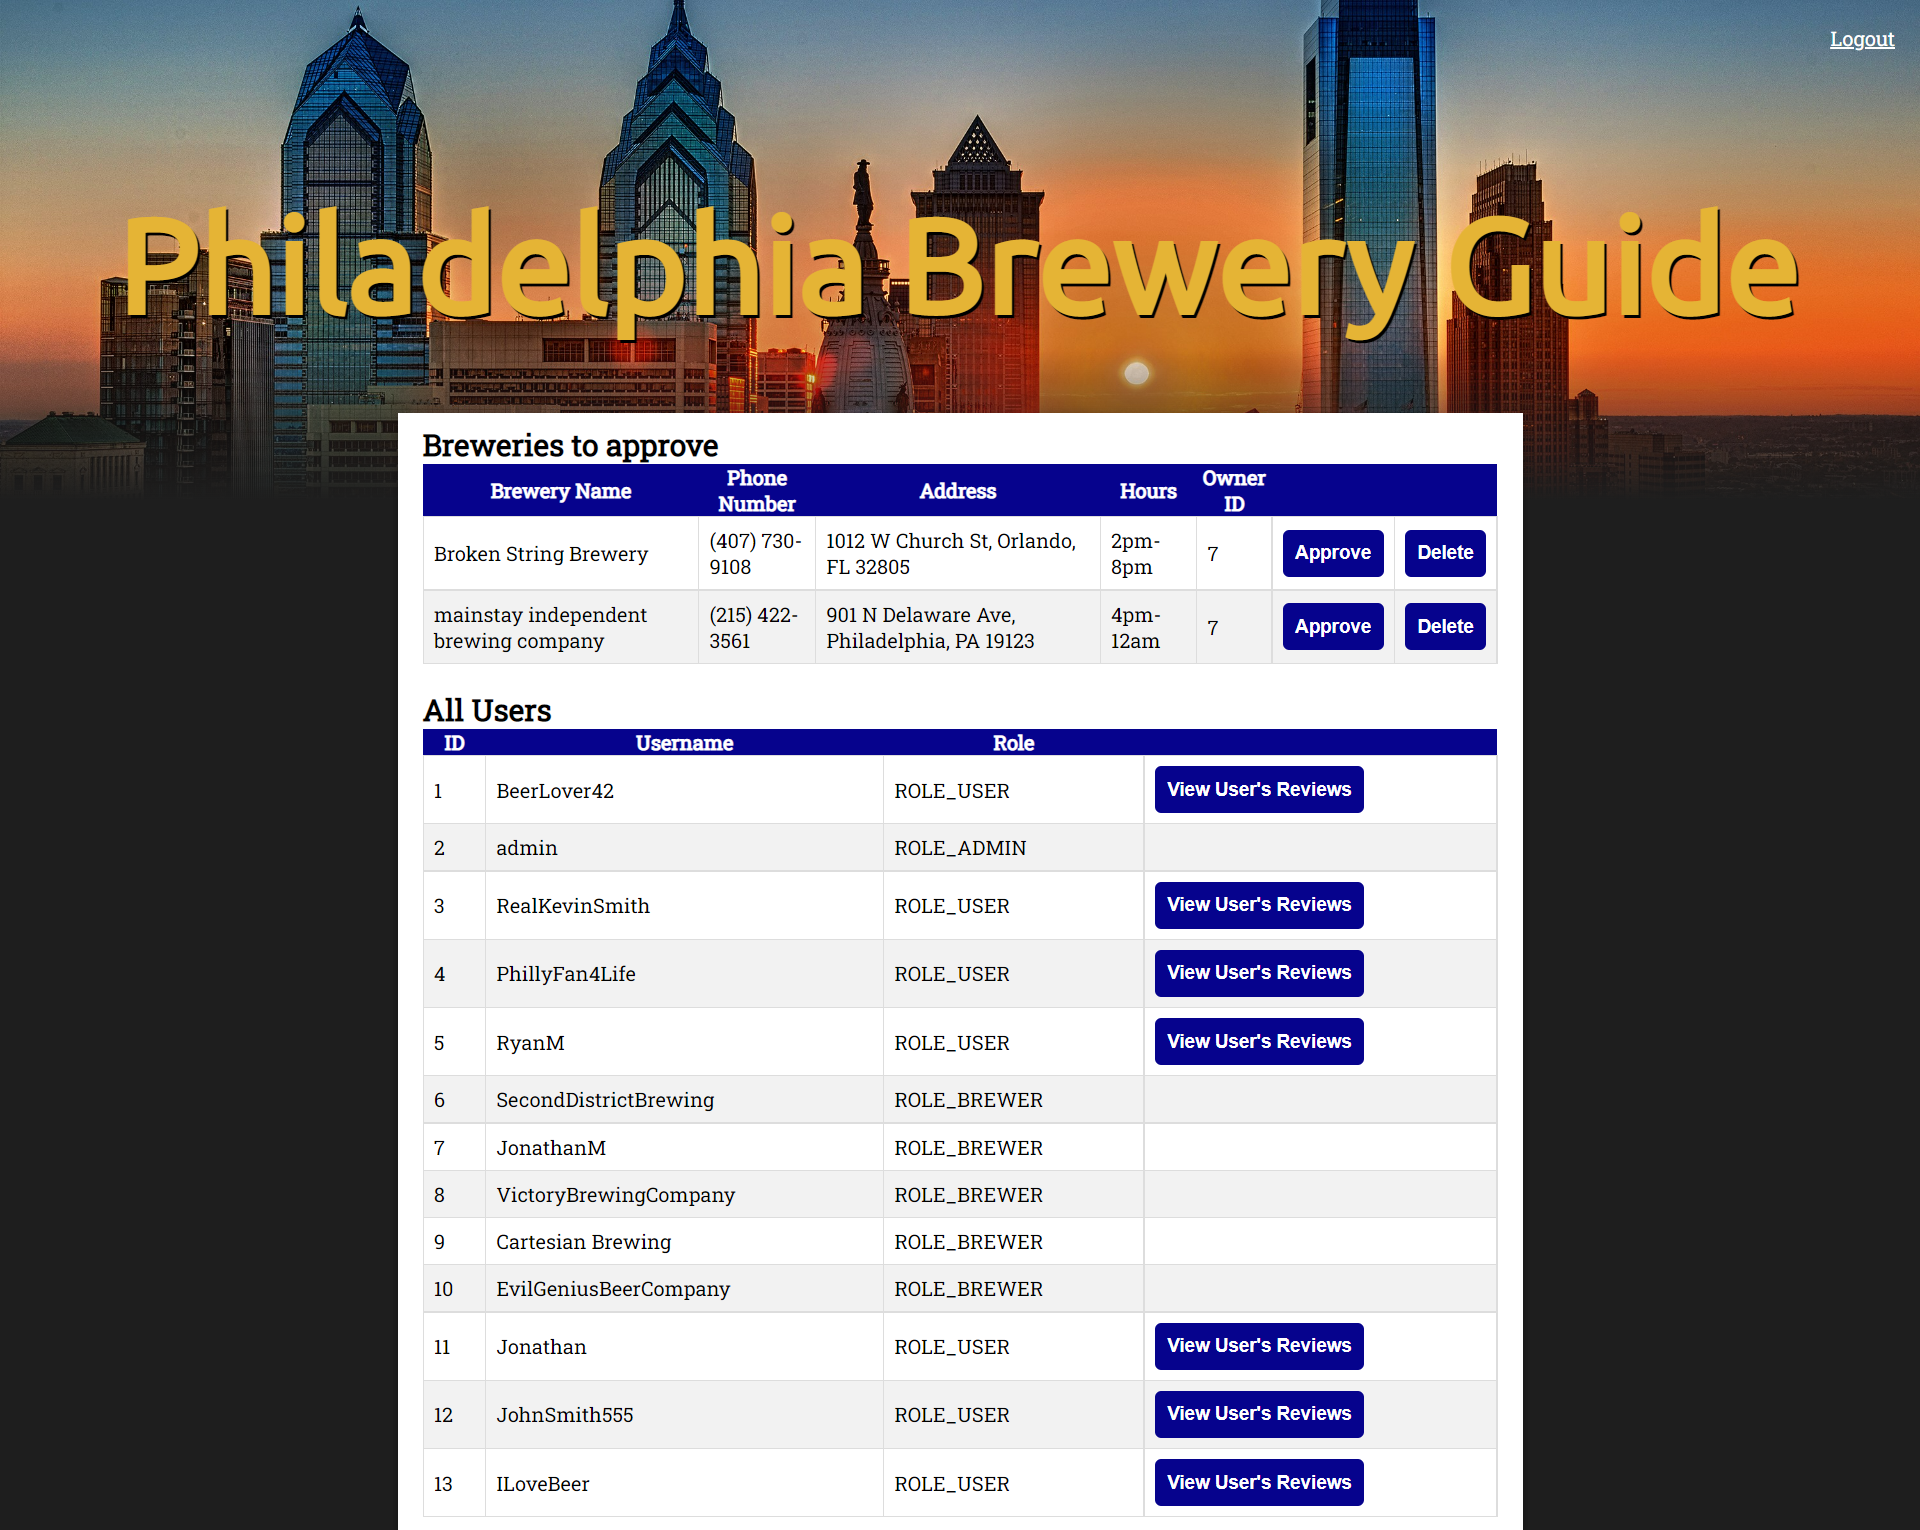 Logout
Philadelphia Brewery Guide
Breweries to approve
Brewery Name Phone Number Address Hours Owner ID
Broken String Brewery (407) 730-9108 1012 W Church St, Orlando, FL 32805 2pm-8pm 7 Approve Delete
mainstay independent brewing company (215) 422-3561 901 N Delaware Ave, Philadelphia, PA 19123 4pm-12am 7 Approve Delete
All Users
ID Username Role
1 BeerLover42 ROLE_USER View User's Reviews
2 admin ROLE_ADMIN
3 RealKevinSmith ROLE_USER View User's Reviews
4 PhillyFan4Life ROLE_USER View User's Reviews
5 RyanM ROLE_USER View User's Reviews
6 SecondDistrictBrewing ROLE_BREWER
7 JonathanM ROLE_BREWER
8 VictoryBrewingCompany ROLE_BREWER
9 Cartesian Brewing ROLE_BREWER
10 EvilGeniusBeerCompany ROLE_BREWER
11 Jonathan ROLE_USER View User's Reviews
12 JohnSmith555 ROLE_USER View User's Reviews
13 ILoveBeer ROLE_USER View User's Reviews